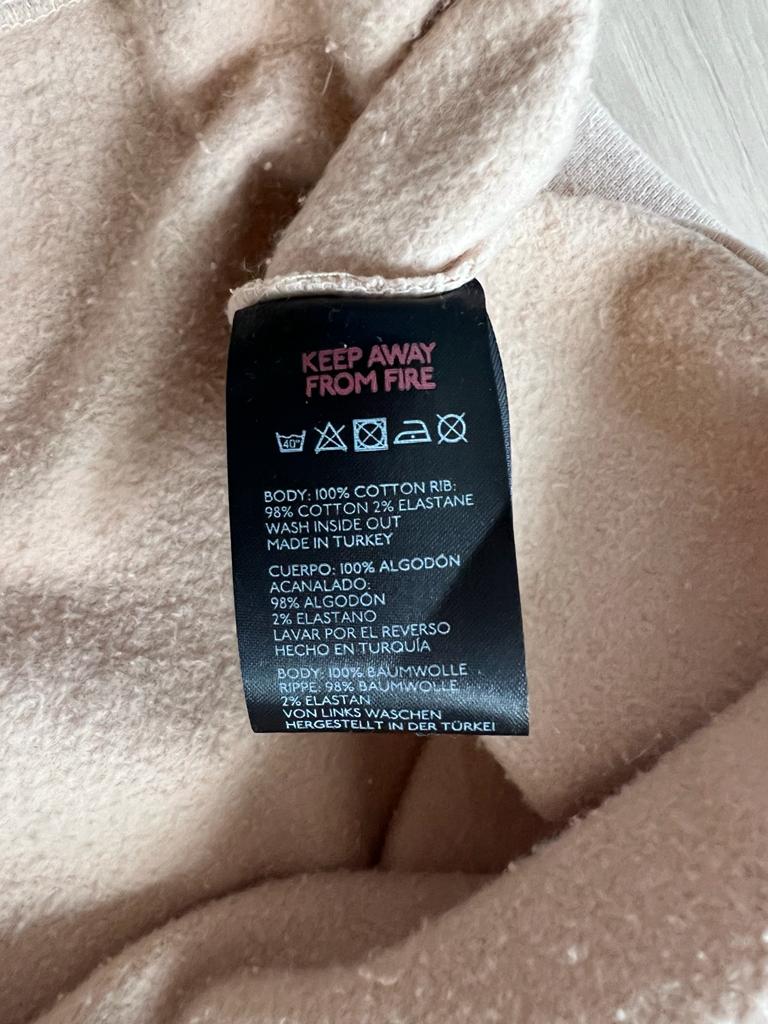 KEEP AWAY
FROM FIRE
40°
BODY: 100% COTTON RIB:
98% COTTON 2% ELASTANE
WASH INSIDE OUT
MADE IN TURKEY
CUERPO: 100% ALGODÓN
ACANALADO:
98% ALGODÓN
2% ELASTANO
LAVAR POR EL REVERSO
HECHO EN TURQUÍA
BODY: 100% BAUMWOLLE
RIPPE: 98% BAUMWOLLE
2% ELASTAN
VON LINKS WASCHEN
HERGESTELLT IN DER TÜRKEI